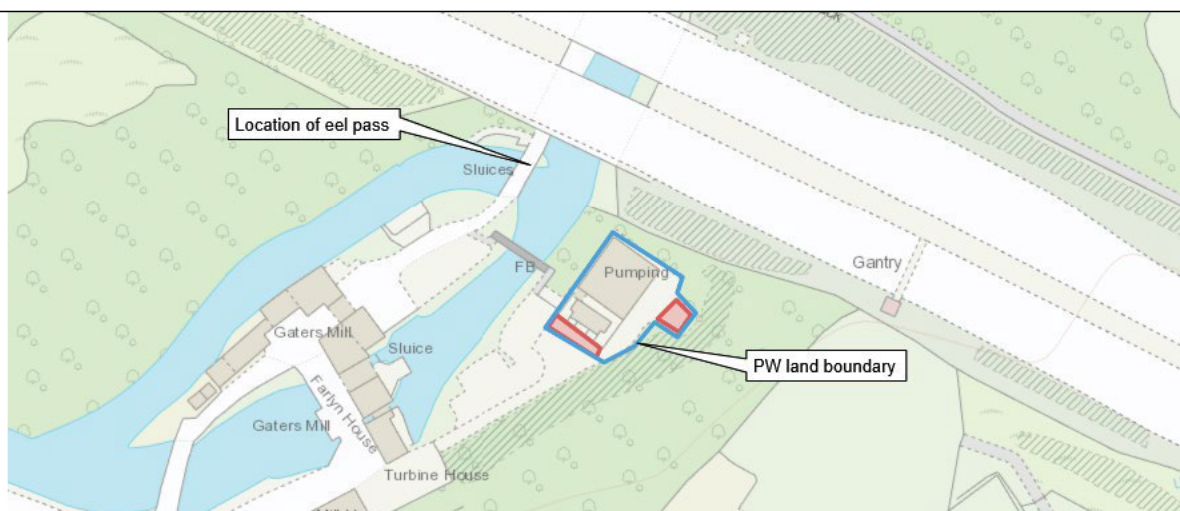 Location of eel pass
Sluices
FB
Pumping
Gantry
PW land boundary
Gaters Mill
Sluice
Farlyn House
Gaters Mill
Turbine House